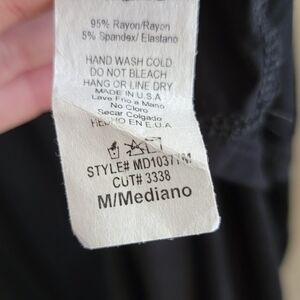 95% Rayon/Rayon
5% Spandex/ Elastano
HAND WASH COLD
DO NOT BLEACH
HANG OR LINE DRY
MADE IN U.S.A
Lave Frio a Mano
No Cloro
Secar Colgado
HECHO EN E.U.A
STYLE# MD1037
CUT# 3338
M/Mediano